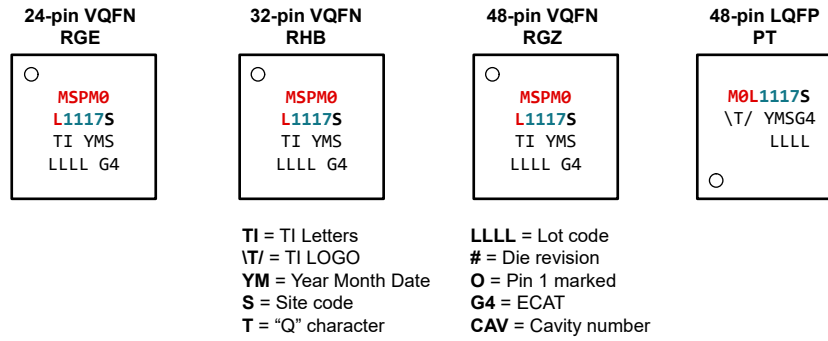 24-pin VQFN
RGE
MSPM0
L1117S
TI YMS
LLLL G4
32-pin VQFN
RHB
MSPM0
L1117S
TI YMS
LLLL G4
48-pin VQFN
RGZ
MSPM0
L1117S
TI YMS
LLLL G4
48-pin LQFP
PT
M0L1117S
\T/ YMSG4
LLLL
TI = TI Letters
\T/ = TI LOGO
YM = Year Month Date
S = Site code
T = “Q” character
LLLL = Lot code
# = Die revision
O = Pin 1 marked
G4 = ECAT
CAV = Cavity number